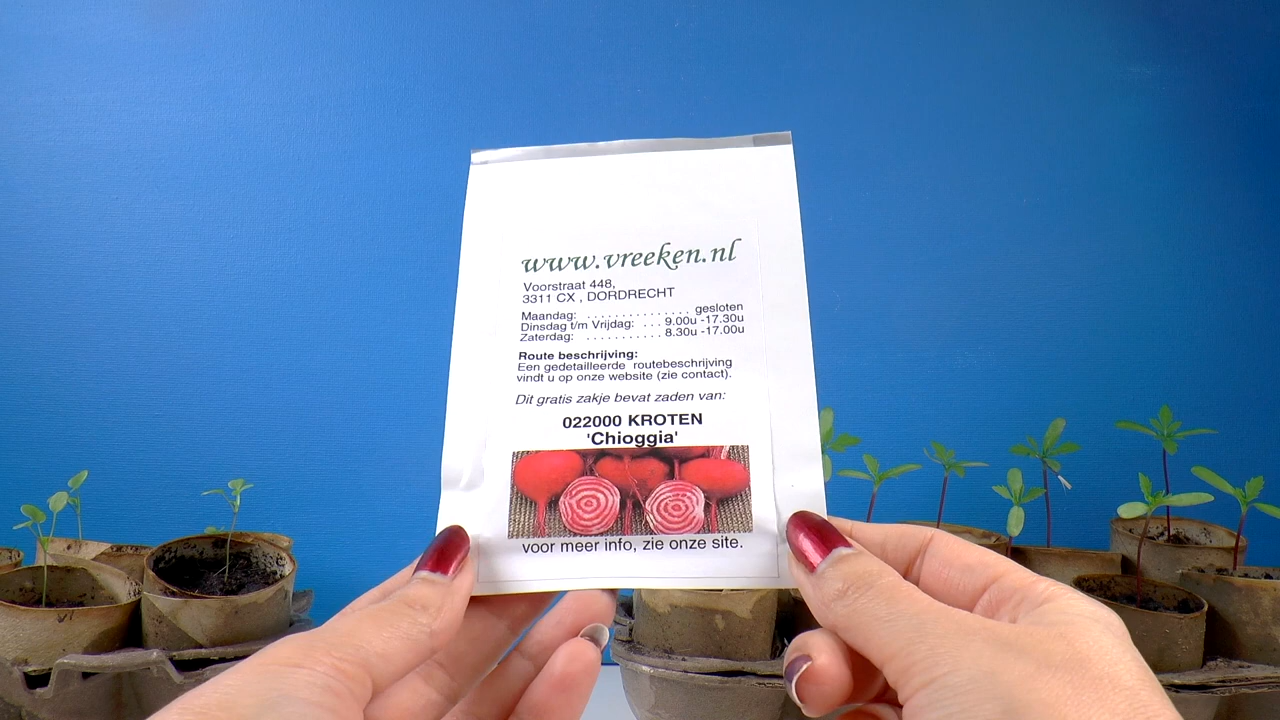 www.vreeken.nl
Voorstraat 448,
3311 CX , DORDRECHT
Maandag: . . . . . . . . . . . . . . . gesloten
Dinsdag t/m Vrijdag: . . . 9.00u -17.30u
Zaterdag: . . . . . . . . . . . 8.30u -17.00u
Route beschrijving:
Een gedetailleerde routebeschrijving
vindt u op onze website (zie contact).
Dit gratis zakje bevat zaden van:
022000 KROTEN
'Chioggia'
voor meer info, zie onze site.